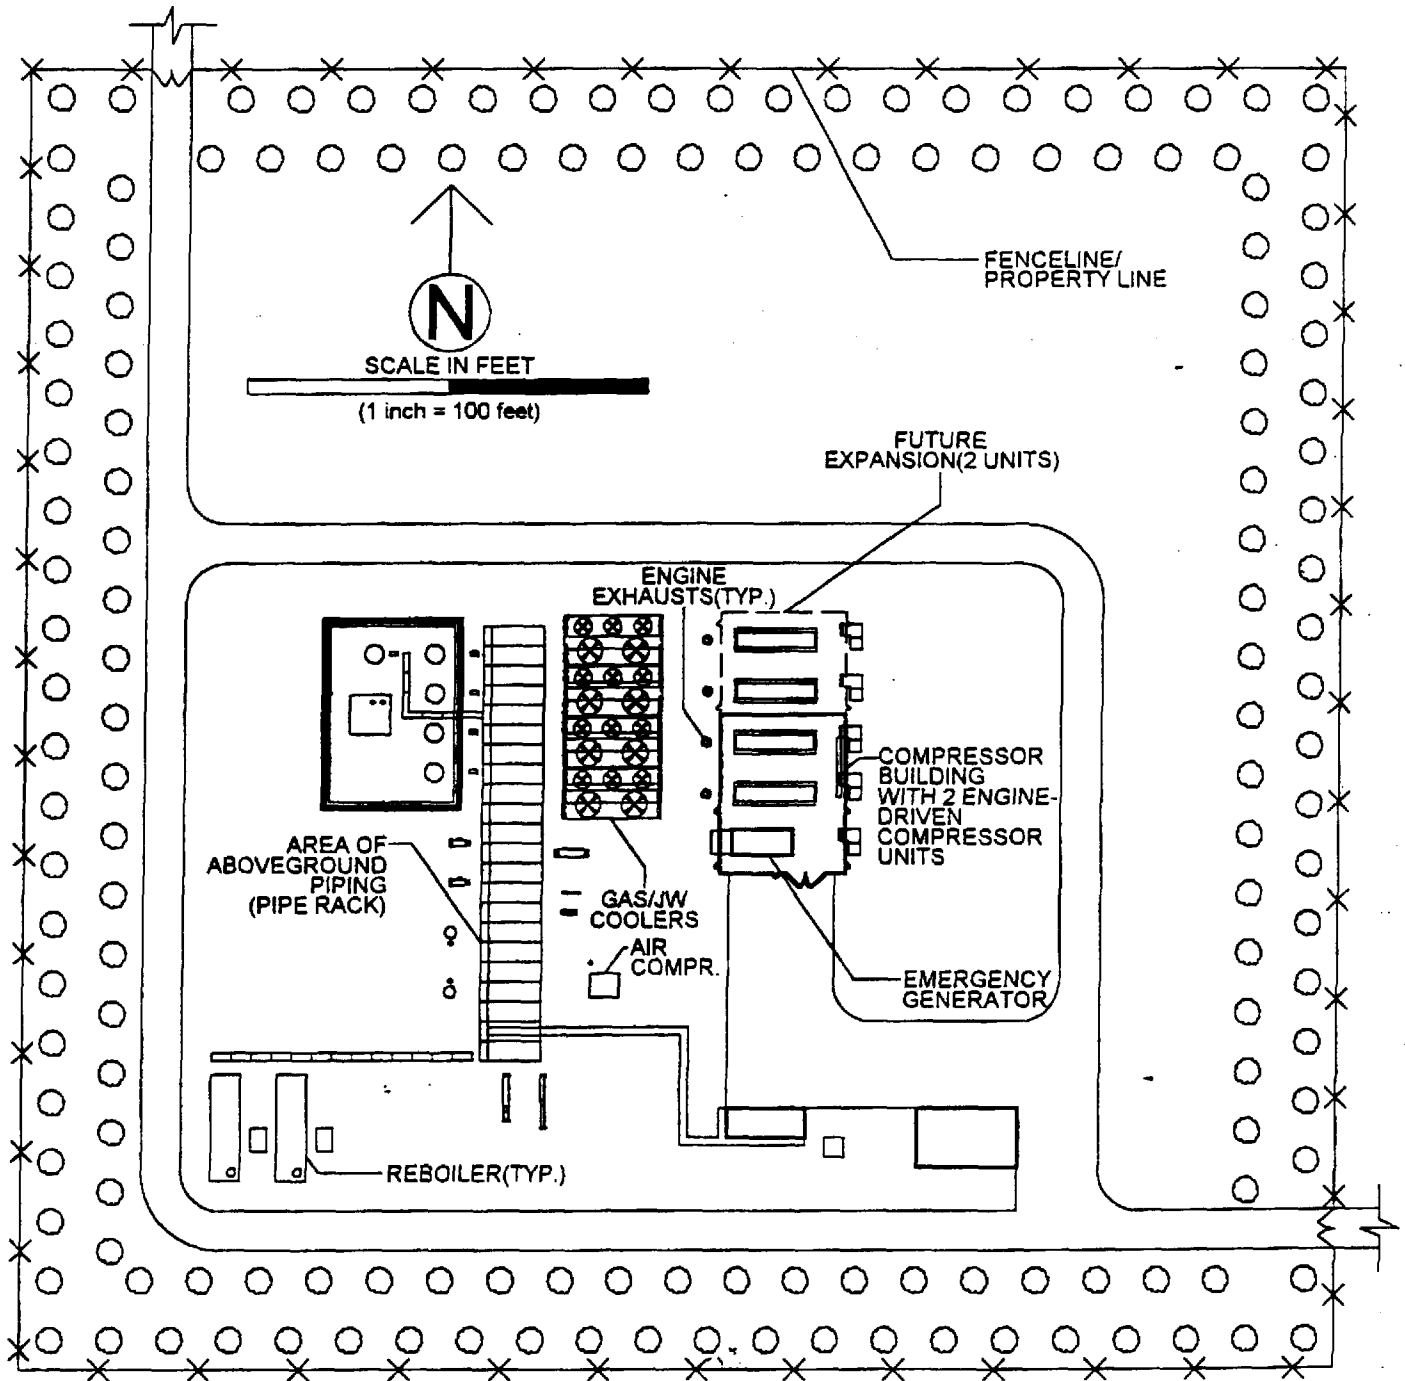 FENCELINE/
PROPERTY LINE
N
SCALE IN FEET
(1 inch = 100 feet)
FUTURE
EXPANSION(2 UNITS)
ENGINE
EXHAUSTS(TYP.)
COMPRESSOR
BUILDING
WITH 2 ENGINE-
DRIVEN
COMPRESSOR
UNITS
AREA OF
ABOVEGROUND
PIPING
(PIPE RACK)
GAS/JW
COOLERS
AIR
COMPR.
EMERGENCY
GENERATOR
REBOILER(TYP.)